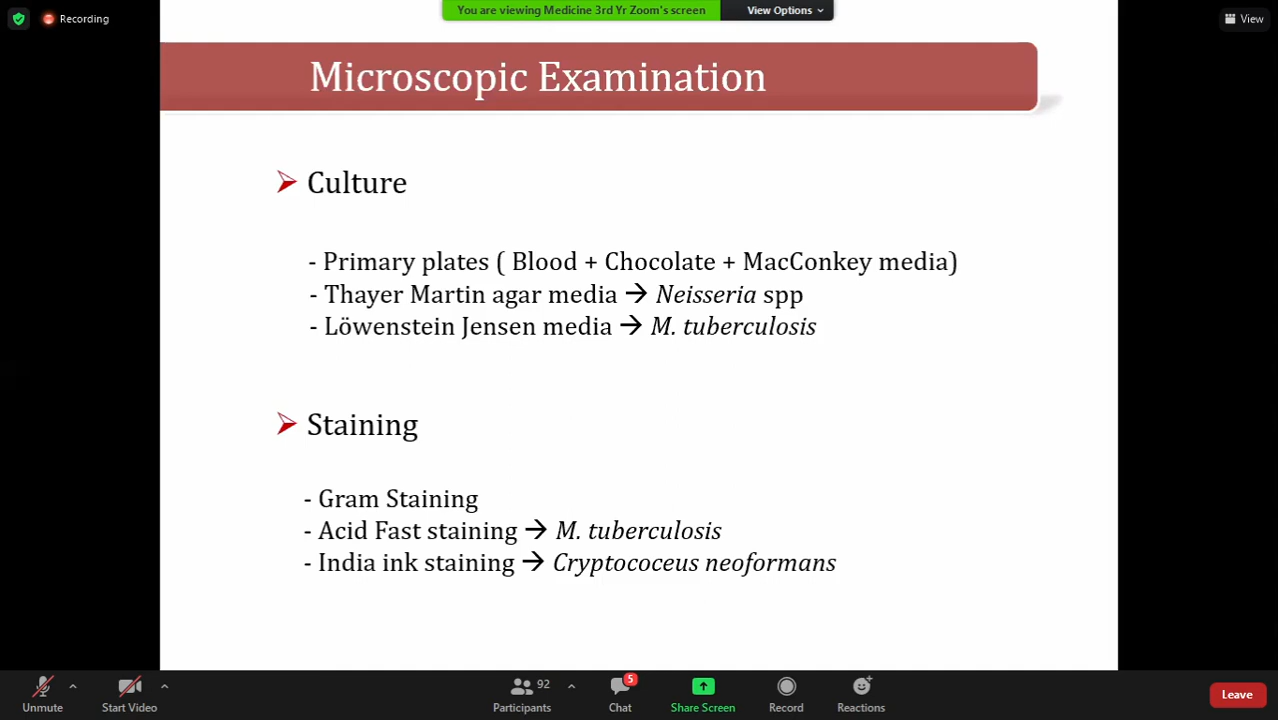 You are viewing Medicine 3rd Yr Zoom's screen View Options
Recording View
Microscopic Examination
Culture
- Primary plates ( Blood + Chocolate + MacConkey media)
- Thayer Martin agar media → Neisseria spp
- Löwenstein Jensen media → M. tuberculosis
Staining
- Gram Staining
- Acid Fast staining → M. tuberculosis
- India ink staining → Cryptococeus neoformans
92 5
Unmute Start Video Participants Chat Share Screen Record Reactions Leave